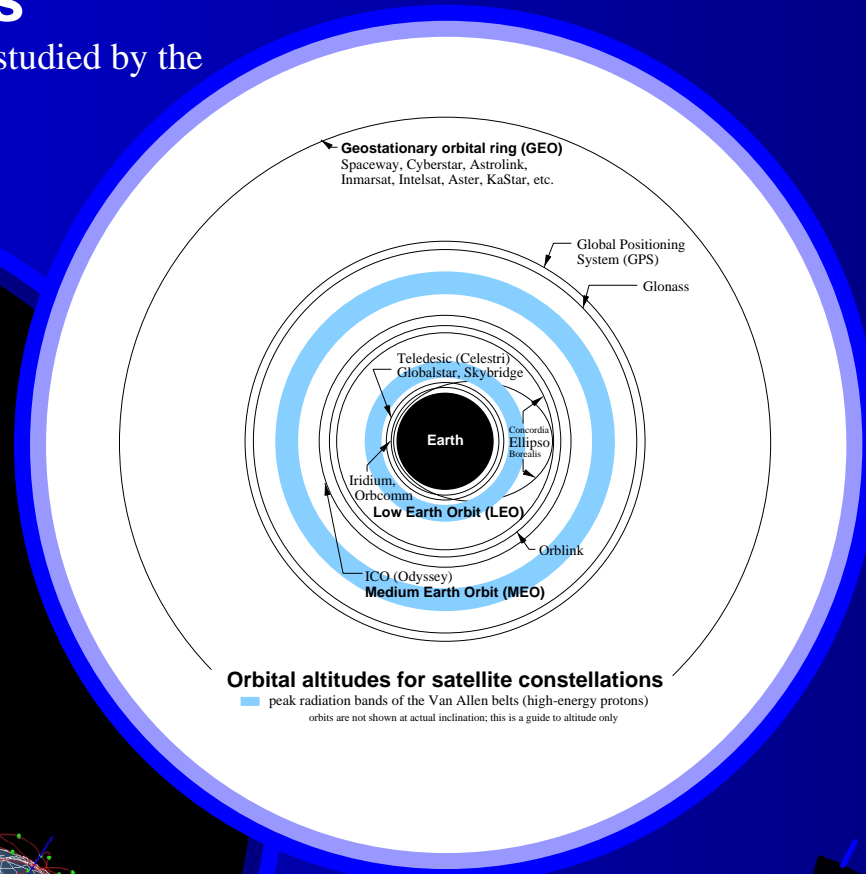 s
studied by the
Geostationary orbital ring (GEO)
Spaceway, Cyberstar, Astrolink,
Inmarsat, Intelsat, Aster, KaStar, etc.
Global Positioning
System (GPS)
Glonass
Teledesic (Celestri)
Globalstar, Skybridge
Earth
Concordia
Ellipso
Borealis
Iridium,
Orbcomm
Low Earth Orbit (LEO)
Orblink
ICO (Odyssey)
Medium Earth Orbit (MEO)
Orbital altitudes for satellite constellations
peak radiation bands of the Van Allen belts (high-energy protons)
orbits are not shown at actual inclination; this is a guide to altitude only